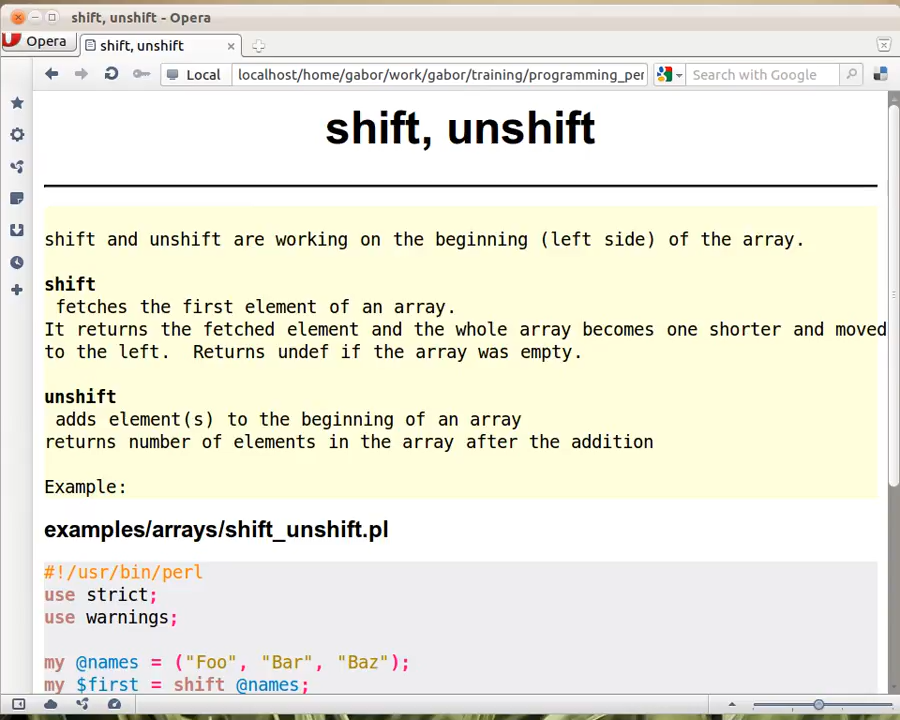 shift, unshift - Opera
Opera
shift, unshift
Local
localhost/home/gabor/work/gabor/training/programming_per
Search with Google
shift, unshift
shift and unshift are working on the beginning (left side) of the array.
shift
fetches the first element of an array.
It returns the fetched element and the whole array becomes one shorter and moved
to the left.  Returns undef if the array was empty.
unshift
adds element(s) to the beginning of an array
returns number of elements in the array after the addition
Example:
examples/arrays/shift_unshift.pl
#!/usr/bin/perl
use strict;
use warnings;
my @names = ("Foo", "Bar", "Baz");
my $first = shift @names;